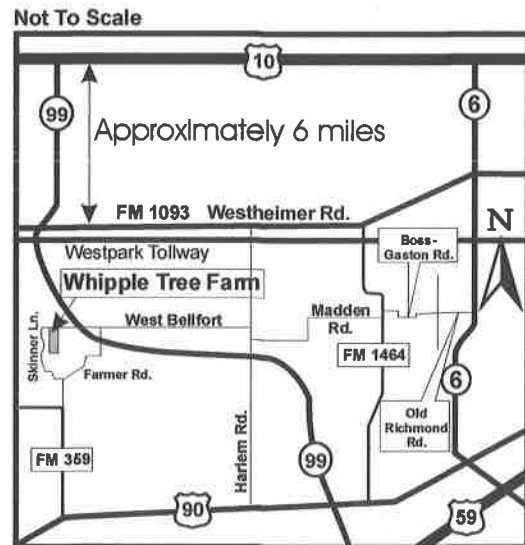 Not To Scale
10
99
6
Approximately 6 miles
FM 1093 Westheimer Rd.
N
Westpark Tollway
Boss-
Gaston Rd.
Whipple Tree Farm
Skinner Ln.
West Bellfort
Madden
Rd.
Farmer Rd.
FM 1464
6
Old
Richmond
Rd.
FM 359
Harlem Rd.
99
90
59